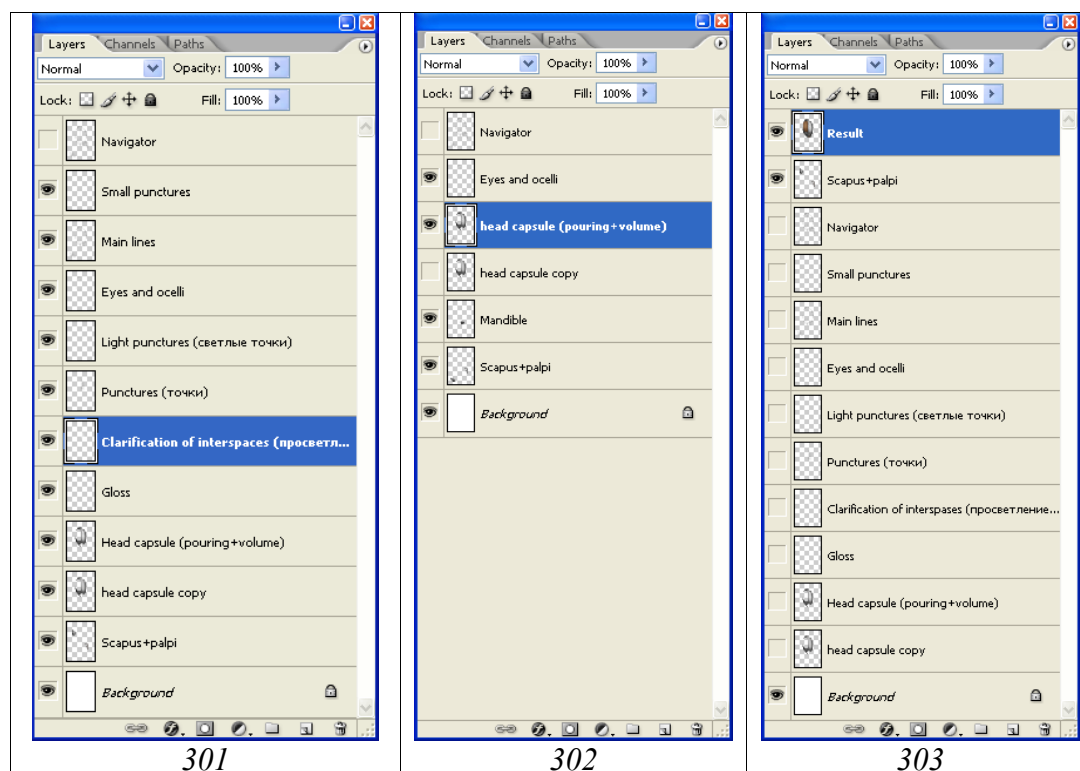 Layers Channels Paths
Normal Opacity: 100%
Lock: Fill: 100%
Navigator
Small punctures
Main lines
Eyes and ocelli
Light punctures (светлые точки)
Punctures (точки)
Clarification of interspaces (просветл...
Gloss
Head capsule (pouring+volume)
head capsule copy
Scapus+palpi
Background
301
Layers Channels Paths
Normal Opacity: 100%
Lock: Fill: 100%
Navigator
Eyes and ocelli
head capsule (pouring+volume)
head capsule copy
Mandible
Scapus+palpi
Background
302
Layers Channels Paths
Normal Opacity: 100%
Lock: Fill: 100%
Result
Scapus+palpi
Navigator
Small punctures
Main lines
Eyes and ocelli
Light punctures (светлые точки)
Punctures (точки)
Clarification of interspases (просветление...
Gloss
Head capsule (pouring+volume)
head capsule copy
Background
303